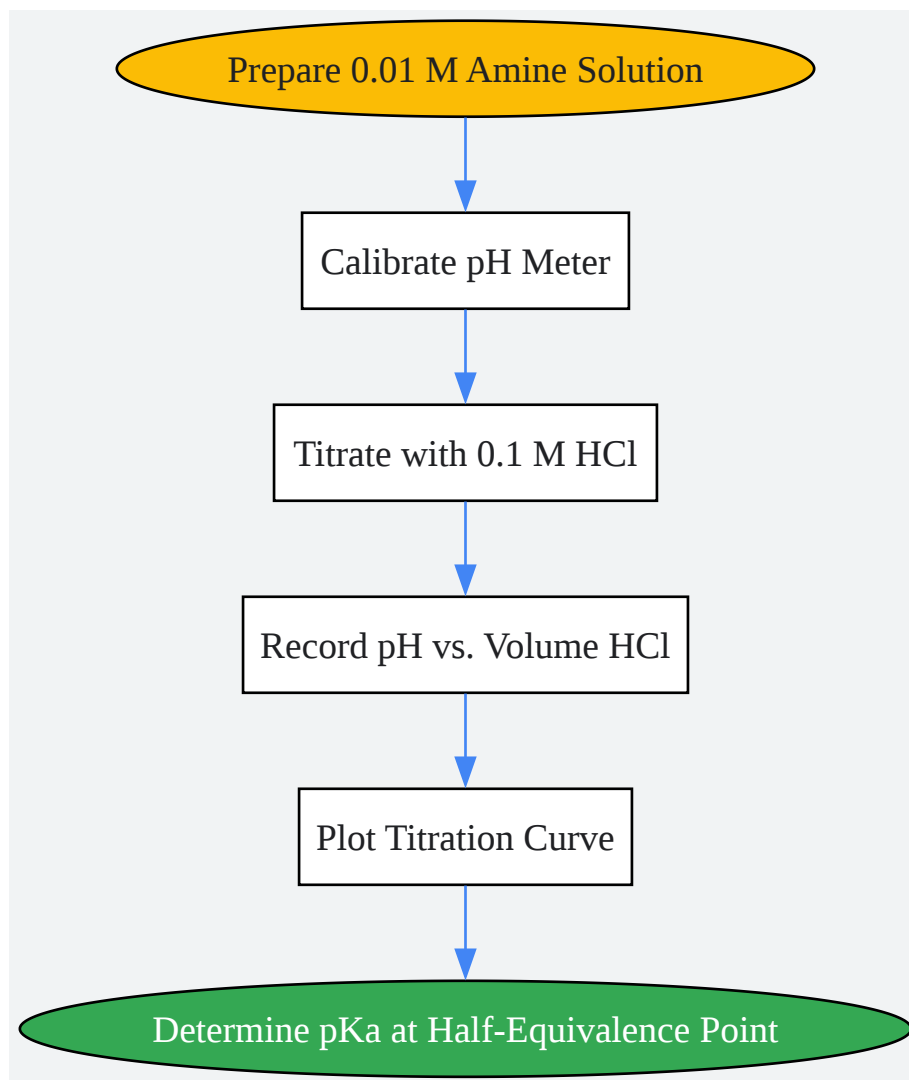 Prepare 0.01 M Amine Solution
Calibrate pH Meter
Titrate with 0.1 M HCl
Record pH vs. Volume HCl
Plot Titration Curve
Determine pKa at Half-Equivalence Point